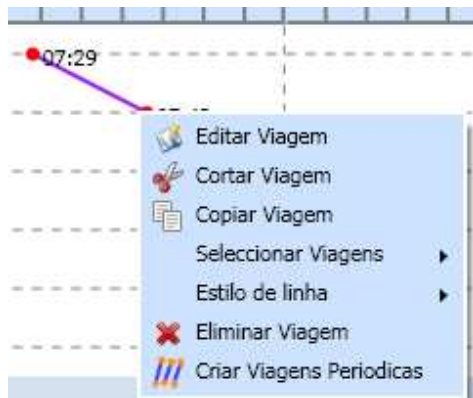 07:29
Editar Viagem
Cortar Viagem
Copiar Viagem
Seleccionar Viagens
Estilo de linha
Eliminar Viagem
Criar Viagens Periodicas